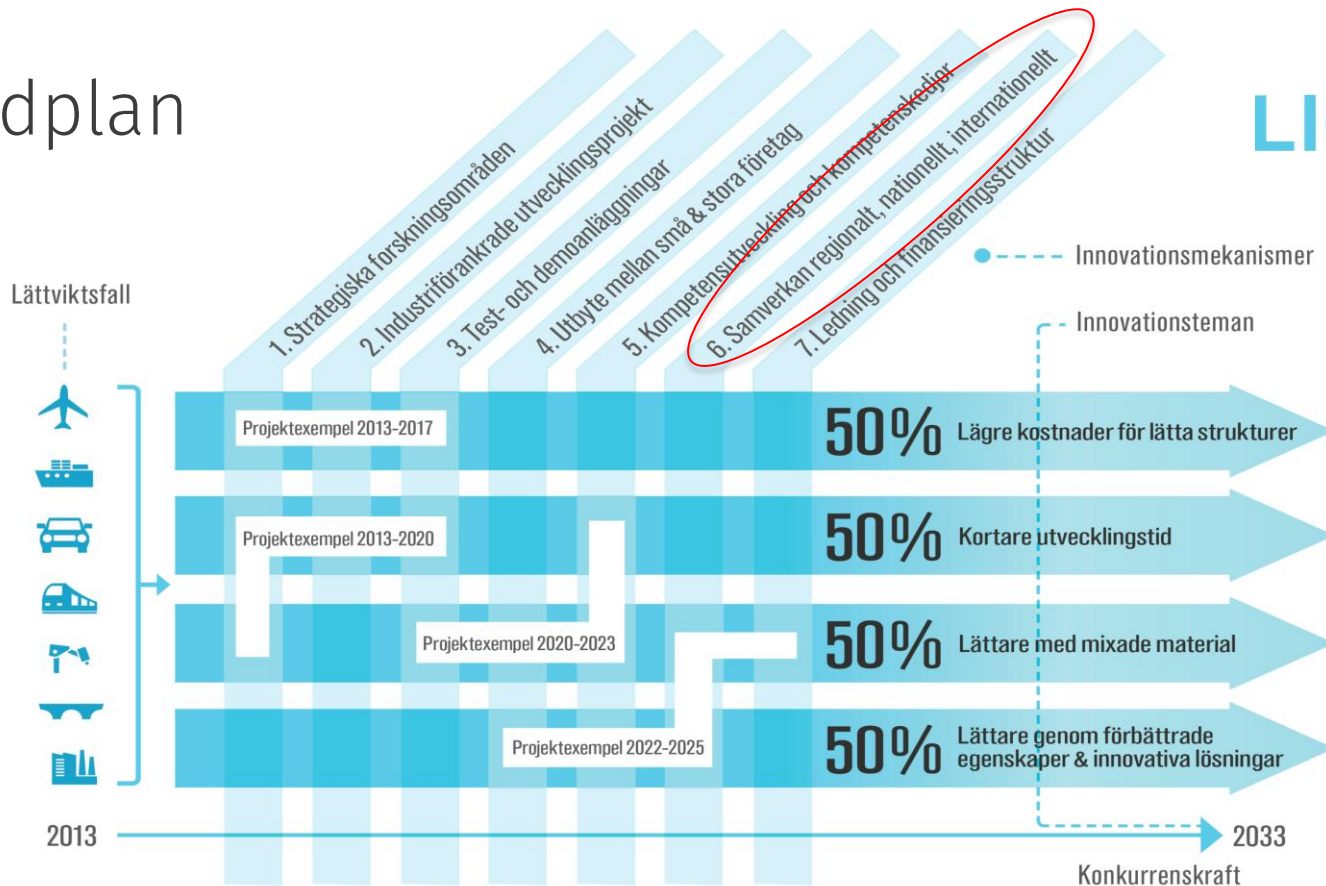 dplan
LI
1. Strategiska forskningsområden
2. Industriförankrade utvecklingsprojekt
3. Test- och demoanläggningar
4. Utbyte mellan små & stora företag
5. Kompetensutveckling och kompetenskedjor
6. Samverkan regionalt, nationellt, internationellt
7. Ledning och finansieringsstruktur
Innovationsmekanismer
Innovationsteman
Lättviktsfall
Projektexempel 2013-2017
50% Lägre kostnader för lätta strukturer
Projektexempel 2013-2020
50% Kortare utvecklingstid
Projektexempel 2020-2023
50% Lättare med mixade material
Projektexempel 2022-2025
50% Lättare genom förbättrade
egenskaper & innovativa lösningar
2013
2033
Konkurrenskraft